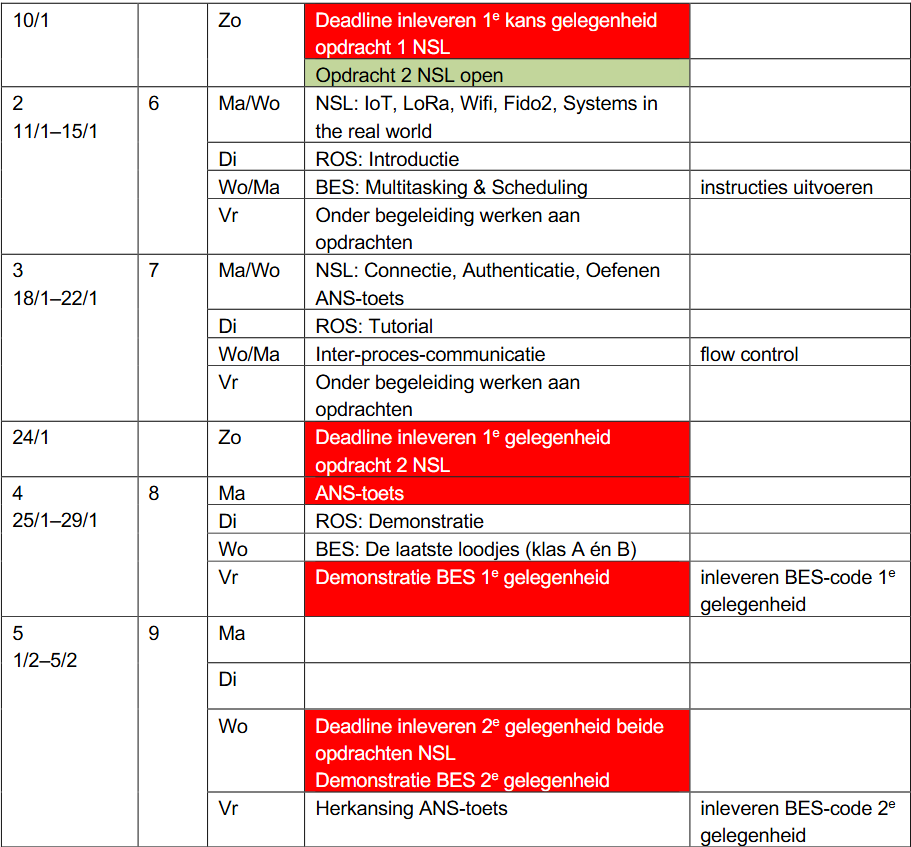 10/1 Zo Deadline inleveren 1e kans gelegenheid
opdracht 1 NSL
Opdracht 2 NSL open
2 6 Ma/Wo NSL: IoT, LoRa, Wifi, Fido2, Systems in
11/1–15/1 the real world
Di ROS: Introductie
Wo/Ma BES: Multitasking & Scheduling instructies uitvoeren
Vr Onder begeleiding werken aan
opdrachten
3 7 Ma/Wo NSL: Connectie, Authenticatie, Oefenen
18/1–22/1 ANS-toets
Di ROS: Tutorial
Wo/Ma Inter-proces-communicatie flow control
Vr Onder begeleiding werken aan
opdrachten
24/1 Zo Deadline inleveren 1e gelegenheid
opdracht 2 NSL
4 8 Ma ANS-toets
25/1–29/1 Di ROS: Demonstratie
Wo BES: De laatste loodjes (klas A én B)
Vr Demonstratie BES 1e gelegenheid inleveren BES-code 1e
gelegenheid
5 9 Ma
1/2–5/2
Di
Wo Deadline inleveren 2e gelegenheid beide
opdrachten NSL
Demonstratie BES 2e gelegenheid
Vr Herkansing ANS-toets inleveren BES-code 2e
gelegenheid